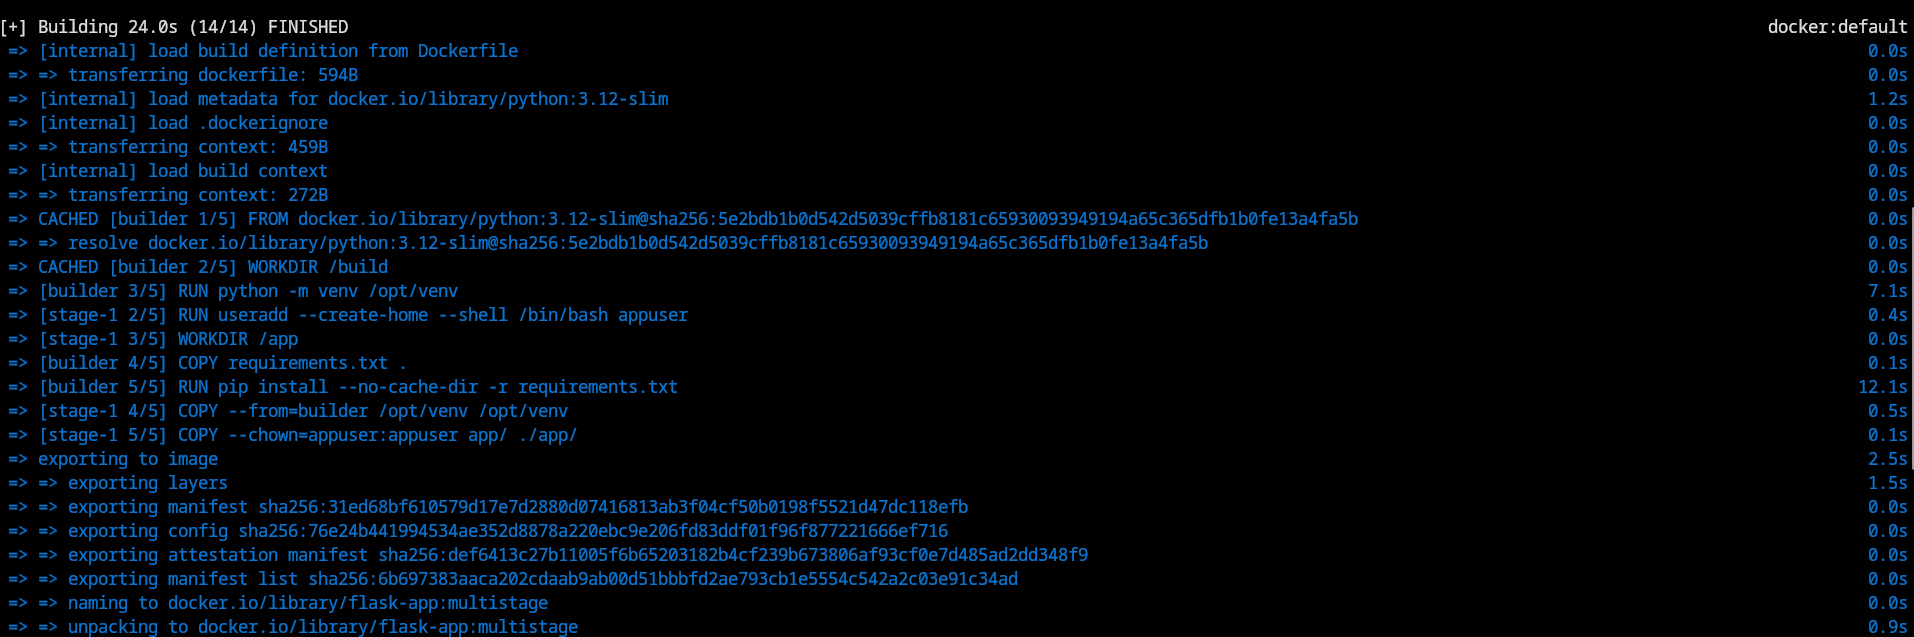 [+] Building 24.0s (14/14) FINISHED docker:default
=> [internal] load build definition from Dockerfile 0.0s
=> => transferring dockerfile: 594B 0.0s
=> [internal] load metadata for docker.io/library/python:3.12-slim 1.2s
=> [internal] load .dockerignore 0.0s
=> => transferring context: 459B 0.0s
=> [internal] load build context 0.0s
=> => transferring context: 272B 0.0s
=> CACHED [builder 1/5] FROM docker.io/library/python:3.12-slim@sha256:5e2bdb1b0d542d5039cffb8181c65930093949194a65c365dfb1b0fe13a4fa5b 0.0s
=> => resolve docker.io/library/python:3.12-slim@sha256:5e2bdb1b0d542d5039cffb8181c65930093949194a65c365dfb1b0fe13a4fa5b 0.0s
=> CACHED [builder 2/5] WORKDIR /build 0.0s
=> [builder 3/5] RUN python -m venv /opt/venv 7.1s
=> [stage-1 2/5] RUN useradd --create-home --shell /bin/bash appuser 0.4s
=> [stage-1 3/5] WORKDIR /app 0.0s
=> [builder 4/5] COPY requirements.txt . 0.1s
=> [builder 5/5] RUN pip install --no-cache-dir -r requirements.txt 12.1s
=> [stage-1 4/5] COPY --from=builder /opt/venv /opt/venv 0.5s
=> [stage-1 5/5] COPY --chown=appuser:appuser app/ ./app/ 0.1s
=> exporting to image 2.5s
=> => exporting layers 1.5s
=> => exporting manifest sha256:31ed68bf610579d17e7d2880d07416813ab3f04cf50b0198f5521d47dc118efb 0.0s
=> => exporting config sha256:76e24b441994534ae352d8878a220ebc9e206fd83ddf01f96f877221666ef716 0.0s
=> => exporting attestation manifest sha256:def6413c27b11005f6b65203182b4cf239b673806af93cf0e7d485ad2dd348f9 0.0s
=> => exporting manifest list sha256:6b697383aaca202cdaab9ab00d51bbbfd2ae793cb1e5554c542a2c03e91c34ad 0.0s
=> => naming to docker.io/library/flask-app:multistage 0.0s
=> => unpacking to docker.io/library/flask-app:multistage 0.9s